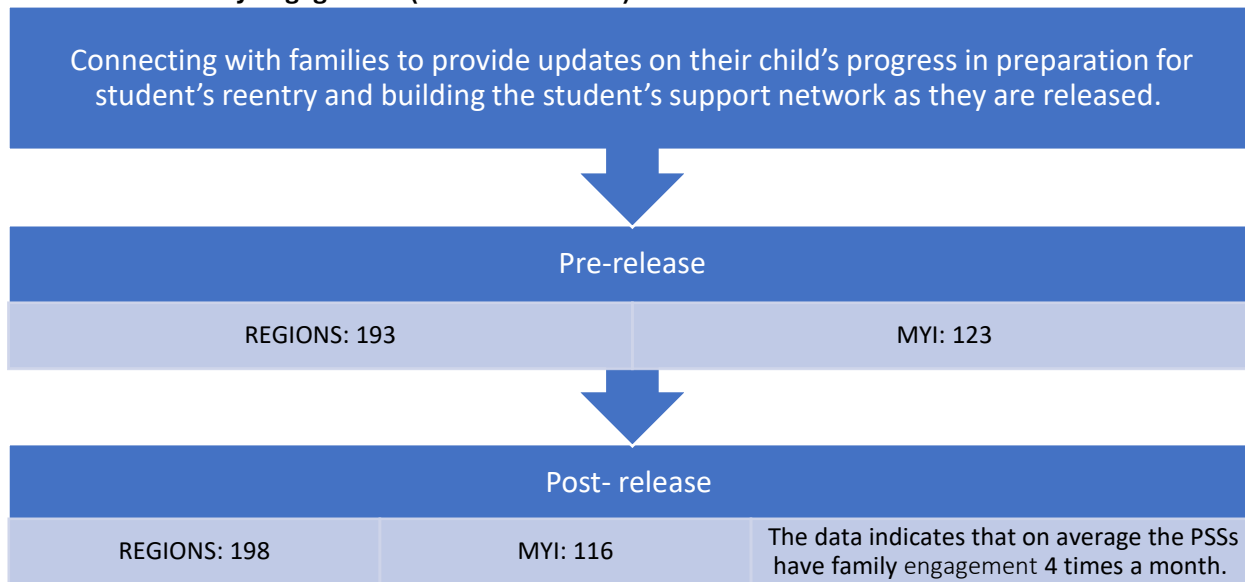 Connecting with families to provide updates on their child’s progress in preparation for
student’s reentry and building the student’s support network as they are released.
Pre-release
REGIONS: 193 MYI: 123
Post- release
REGIONS: 198 MYI: 116 The data indicates that on average the PSSs
have family engagement 4 times a month.